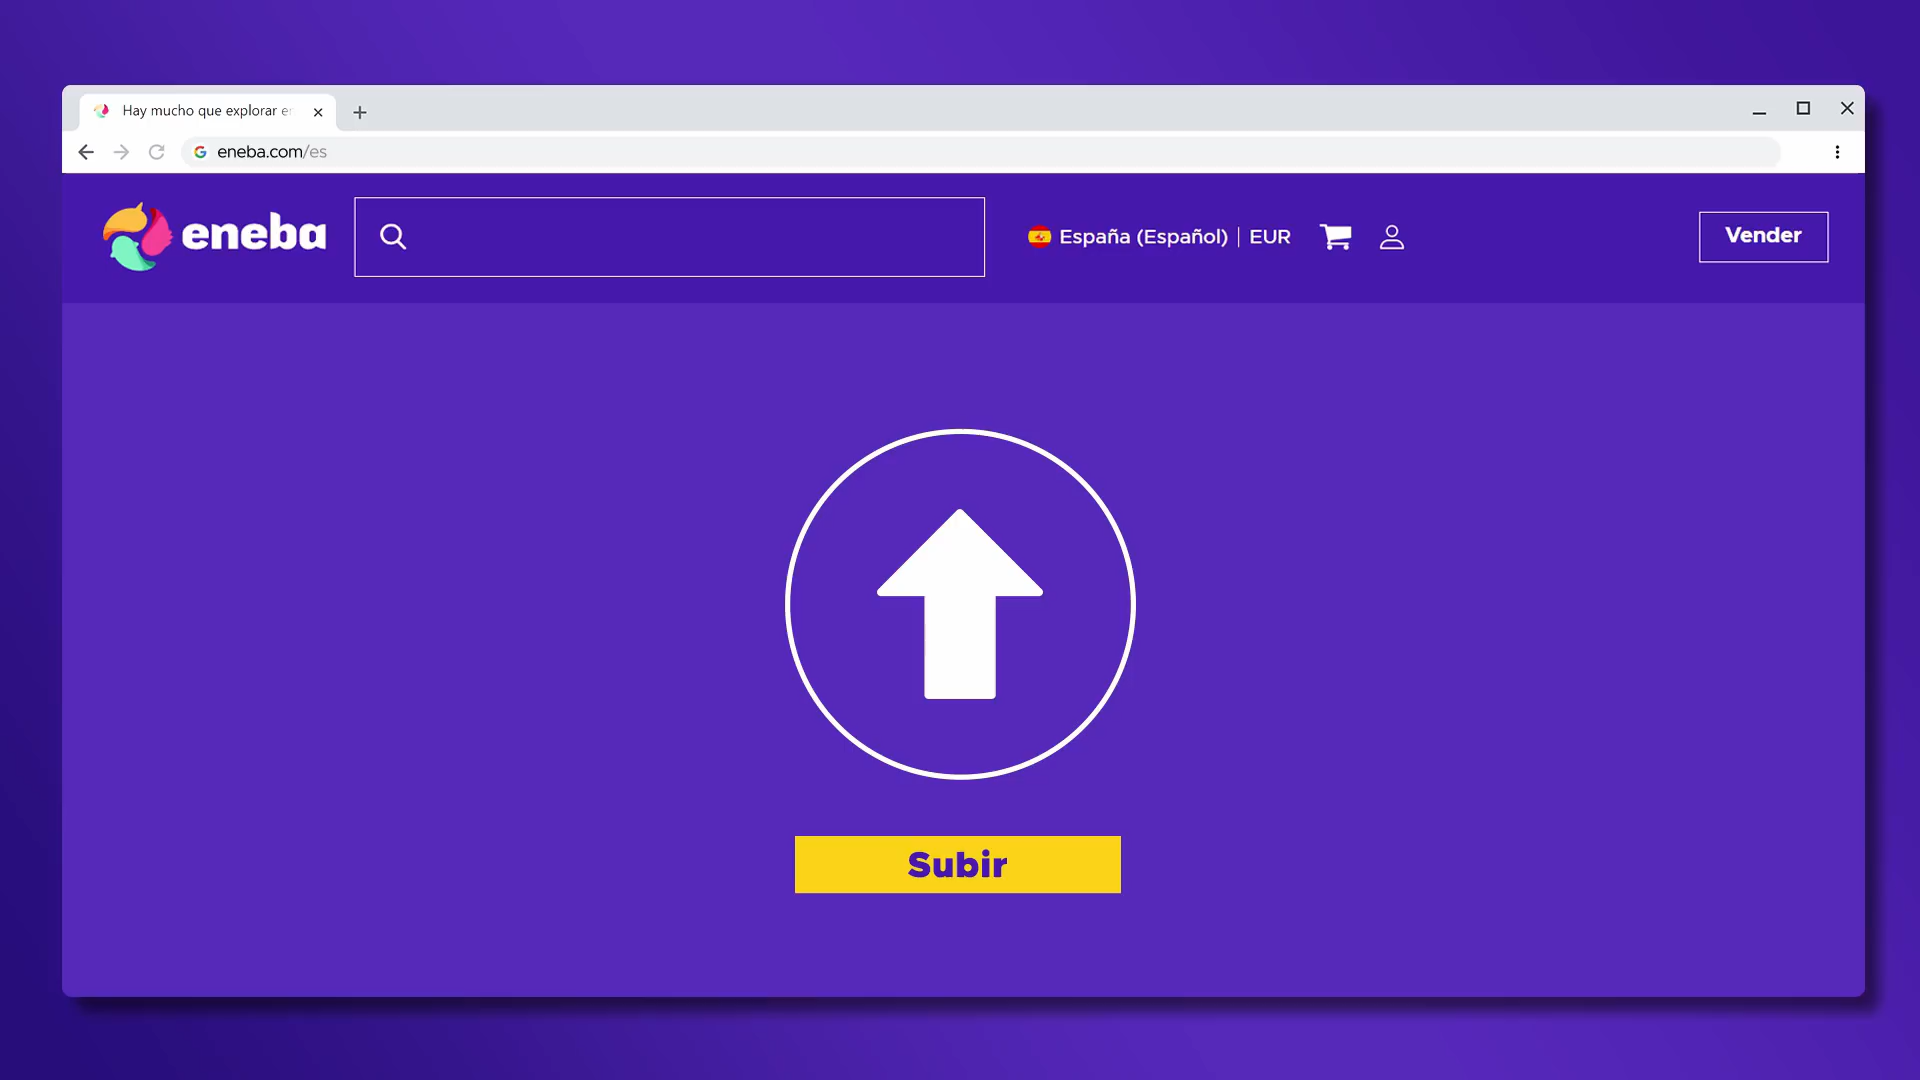 Hay mucho que explorar e
eneba.com/es
eneba
España (Español) | EUR
Vender
Subir